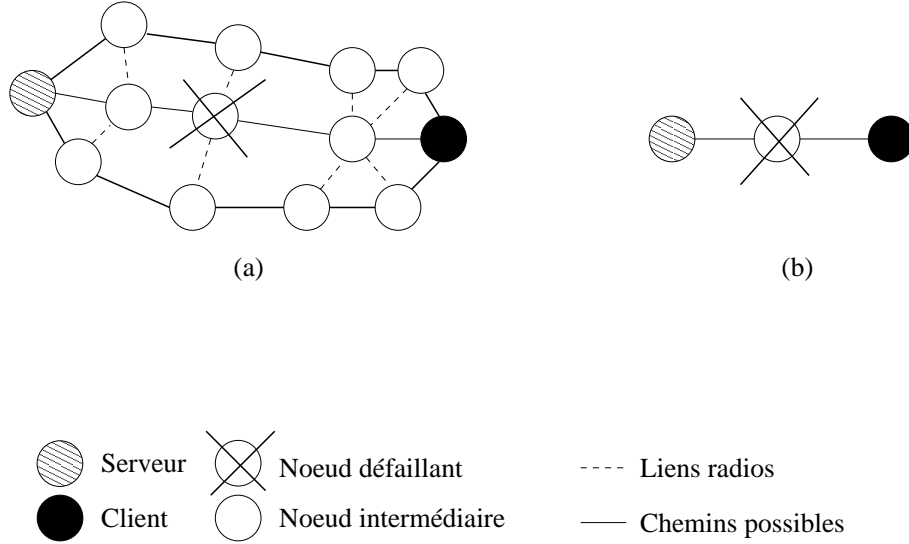 (a)
(b)
Serveur
Noeud défaillant
Liens radios
Client
Noeud intermédiaire
Chemins possibles